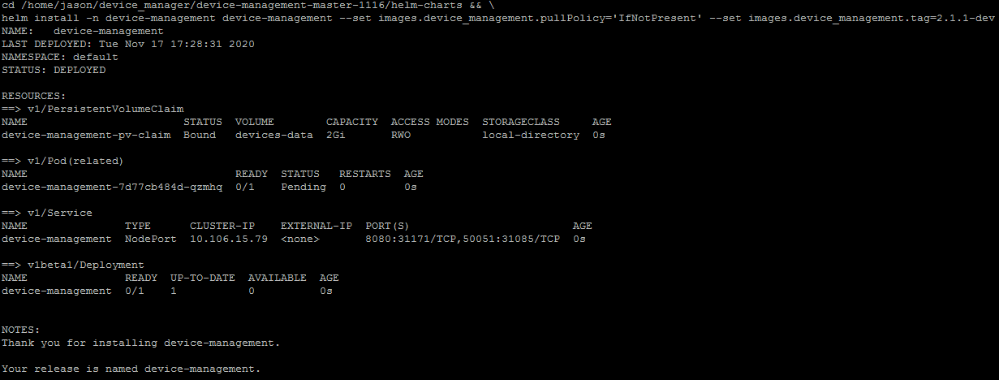 cd /home/jason/device_manager/device-management-master-1116/helm-charts && \
helm install -n device-management device-management --set images.device_management.pullPolicy='IfNotPresent' --set images.device_management.tag=2.1.1-dev
NAME:   device-management
LAST DEPLOYED: Tue Nov 17 17:28:31 2020
NAMESPACE: default
STATUS: DEPLOYED
RESOURCES:
==> v1/PersistentVolumeClaim
NAME                        STATUS  VOLUME        CAPACITY  ACCESS MODES  STORAGECLASS     AGE
device-management-pv-claim  Bound   devices-data  2Gi       RWO           local-directory  0s
==> v1/Pod(related)
NAME                                READY  STATUS   RESTARTS  AGE
device-management-7d77cb484d-qzmhq  0/1    Pending  0         0s
==> v1/Service
NAME               TYPE      CLUSTER-IP    EXTERNAL-IP  PORT(S)                         AGE
device-management  NodePort  10.106.15.79  <none>       8080:31171/TCP,50051:31085/TCP  0s
==> v1beta1/Deployment
NAME               READY  UP-TO-DATE  AVAILABLE  AGE
device-management  0/1    1           0          0s
NOTES:
Thank you for installing device-management.
Your release is named device-management.